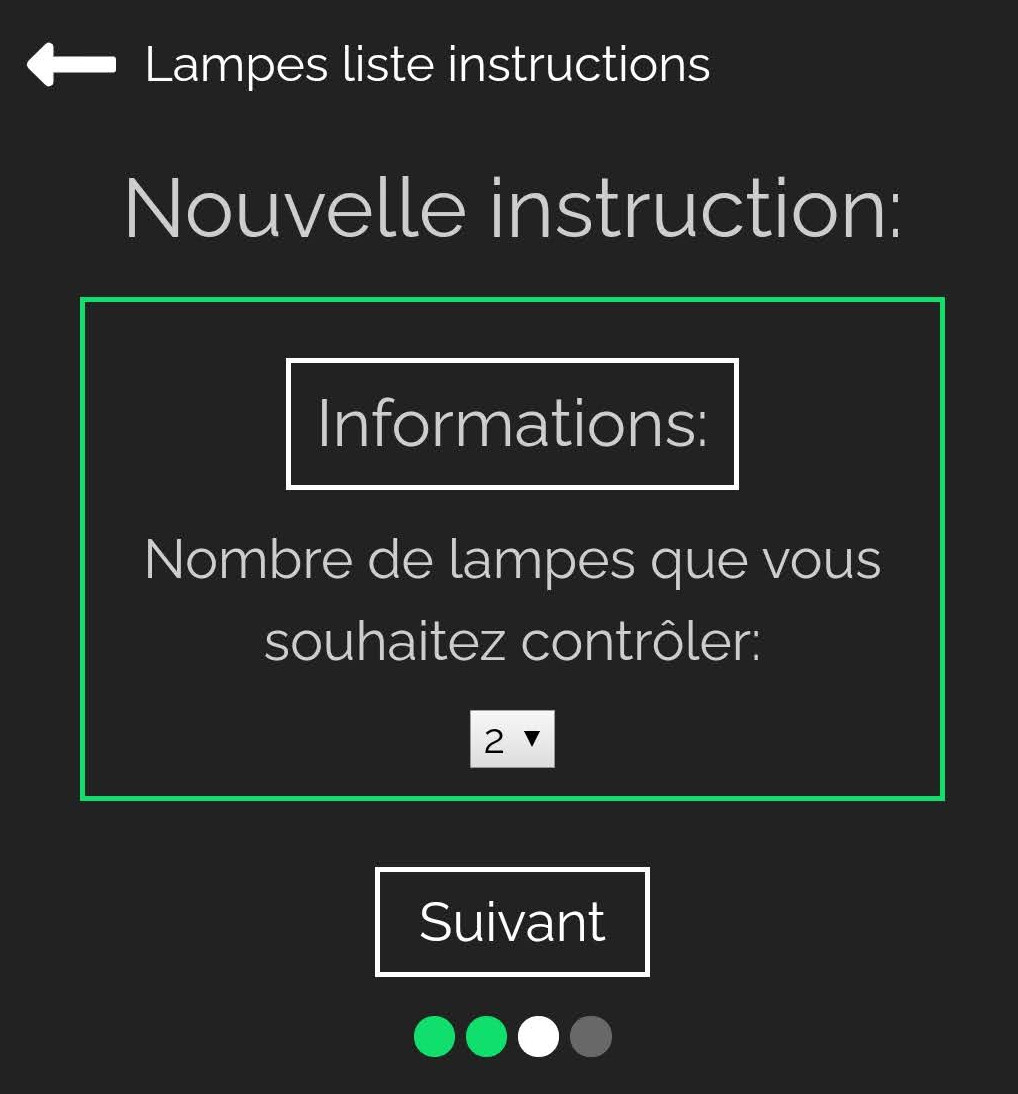 Lampes liste instructions
Nouvelle instruction:
Informations:
Nombre de lampes que vous
souhaitez contrôler:
2
Suivant